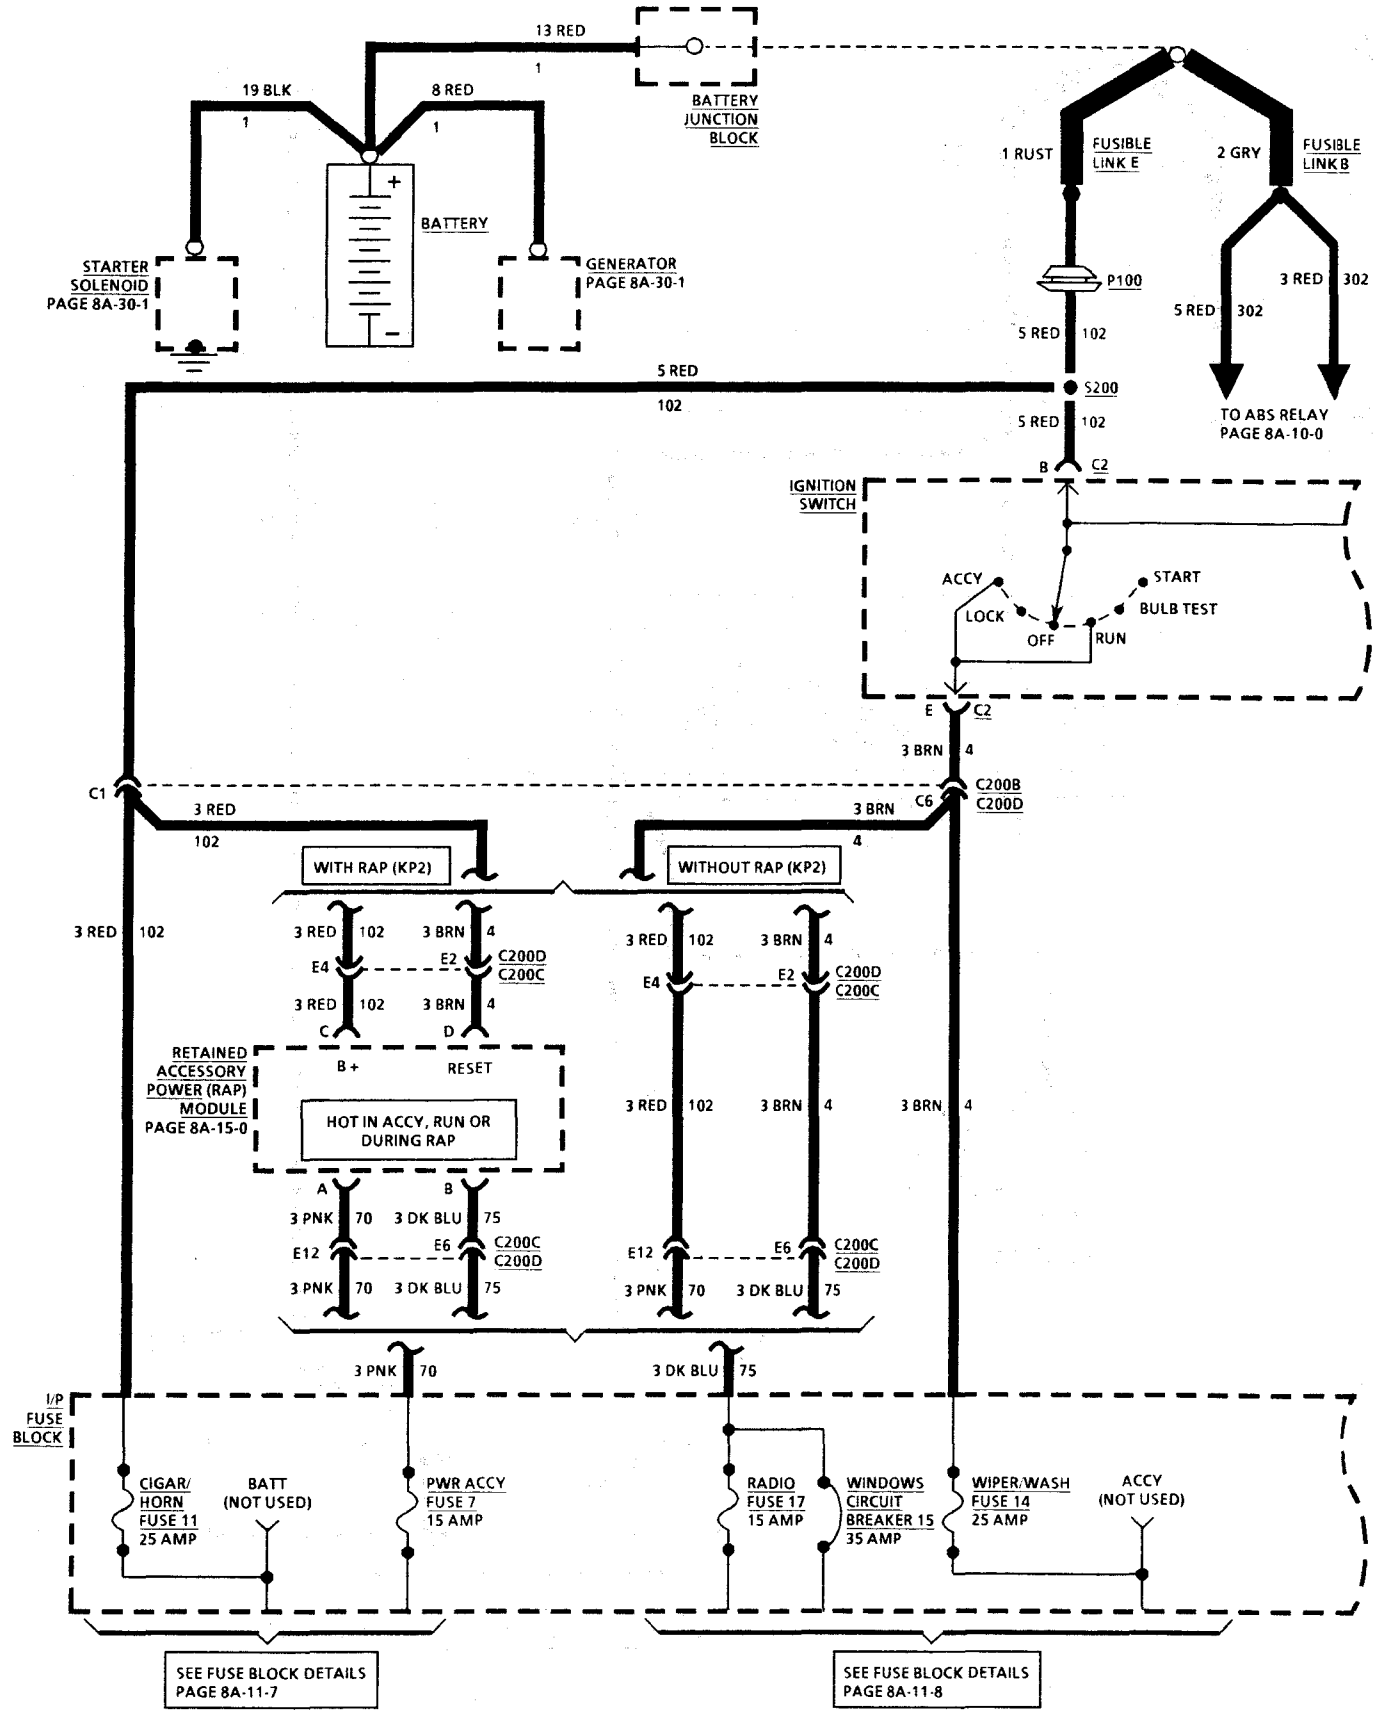 13 RED
1
BATTERY
JUNCTION
BLOCK
19 BLK
1
8 RED
1
1 RUST
FUSIBLE
LINK E
2 GRY
FUSIBLE
LINK B
+
BATTERY
−
STARTER
SOLENOID
PAGE 8A-30-1
GENERATOR
PAGE 8A-30-1
P100
5 RED
102
5 RED
302
3 RED
302
5 RED
102
S200
5 RED
102
TO ABS RELAY
PAGE 8A-10-0
B
C2
IGNITION
SWITCH
ACCY
LOCK
OFF
RUN
BULB TEST
START
E
C2
3 BRN
4
C1
C200B
C6
C200D
3 RED
102
3 BRN
4
WITH RAP (KP2)
WITHOUT RAP (KP2)
3 RED
102
3 RED
102
3 BRN
4
3 RED
102
3 BRN
4
E4
E2
C200D
C200C
E4
E2
C200D
C200C
3 RED
102
3 BRN
4
C
D
RETAINED
ACCESSORY
POWER (RAP)
MODULE
PAGE 8A-15-0
B +
RESET
HOT IN ACCY, RUN OR
DURING RAP
3 RED
102
3 BRN
4
3 BRN
4
A
B
3 PNK
70
3 DK BLU
75
E12
E6
C200C
C200D
E12
E6
C200C
C200D
3 PNK
70
3 DK BLU
75
3 PNK
70
3 DK BLU
75
3 PNK
70
3 DK BLU
75
I/P
FUSE
BLOCK
CIGAR/
HORN
FUSE 11
25 AMP
BATT
(NOT USED)
PWR ACCY
FUSE 7
15 AMP
RADIO
FUSE 17
15 AMP
WINDOWS
CIRCUIT
BREAKER 15
35 AMP
WIPER/WASH
FUSE 14
25 AMP
ACCY
(NOT USED)
SEE FUSE BLOCK DETAILS
PAGE 8A-11-7
SEE FUSE BLOCK DETAILS
PAGE 8A-11-8